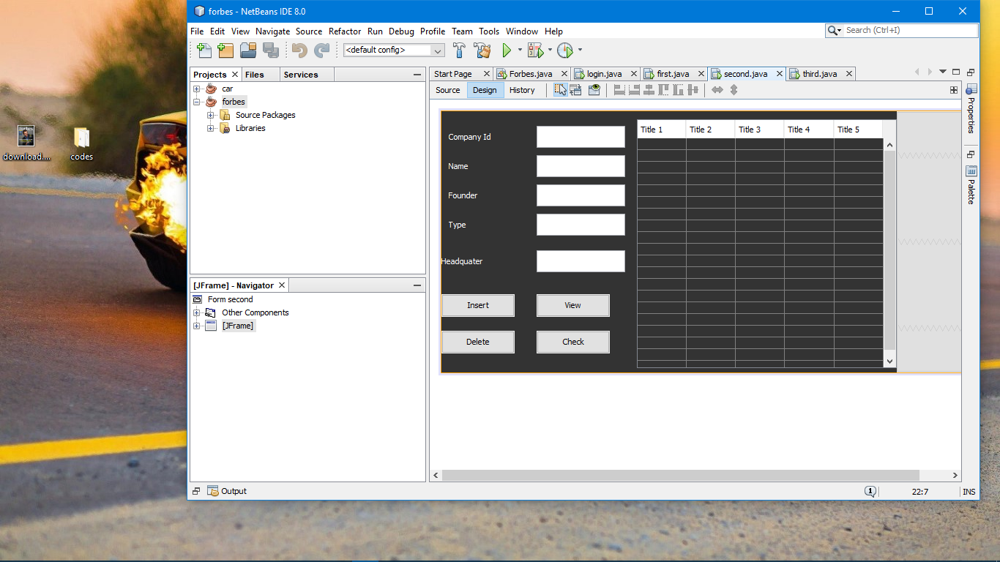 forbes - NetBeans IDE 8.0
File Edit View Navigate Source Refactor Run Debug Profile Team Tools Window Help
Search (Ctrl+I)
<default config>
Projects Files Services
car
forbes
Source Packages
Libraries
[JFrame] - Navigator
Form second
Other Components
[JFrame]
Start Page Forbes.java login.java first.java second.java third.java
Source Design History
Company Id
Name
Founder
Type
Headquater
Insert View
Delete Check
Title 1 Title 2 Title 3 Title 4 Title 5
Properties
Palette
Output
1
22:7
INS
download....
codes